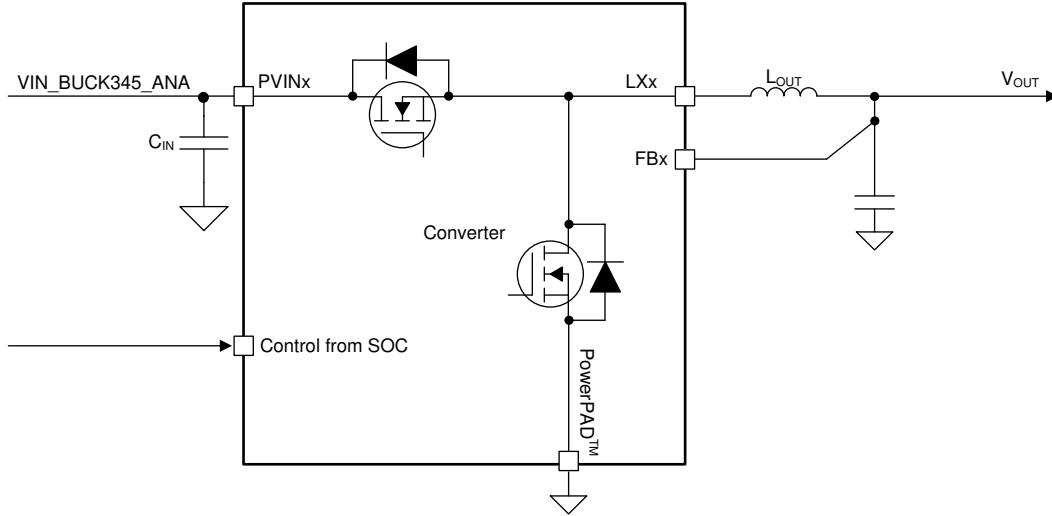 VIN_BUCK345_ANA
PVINx
LXx
LOUT
VOUT
CIN
FBx
Converter
Control from SOC
PowerPAD™